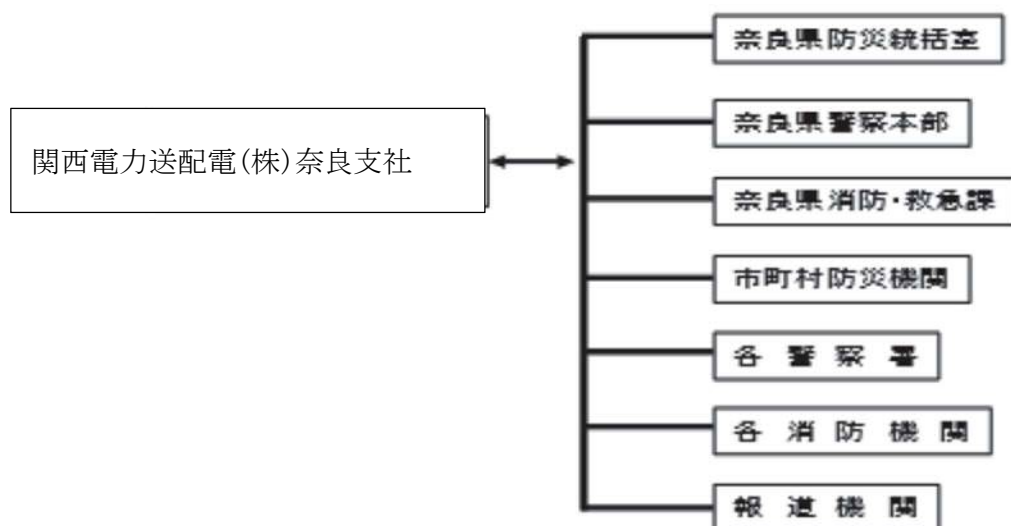 関西電力送配電(株)奈良支社
奈良県防災統括室
奈良県警察本部
奈良県消防・救急課
市町村防災機関
各警察署
各消防機関
報道機関